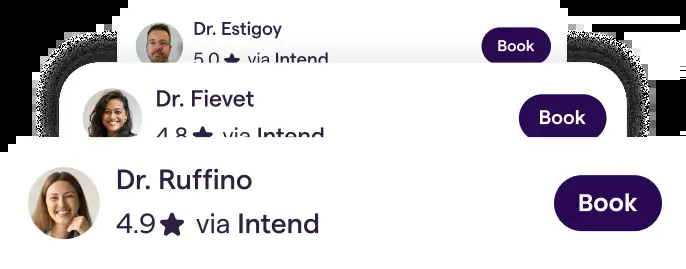 Dr. Estigoy
5.0 ★ via Intend
Book
Dr. Fievet
4.8 ★ via Intend
Book
Dr. Ruffino
4.9 ★ via Intend
Book